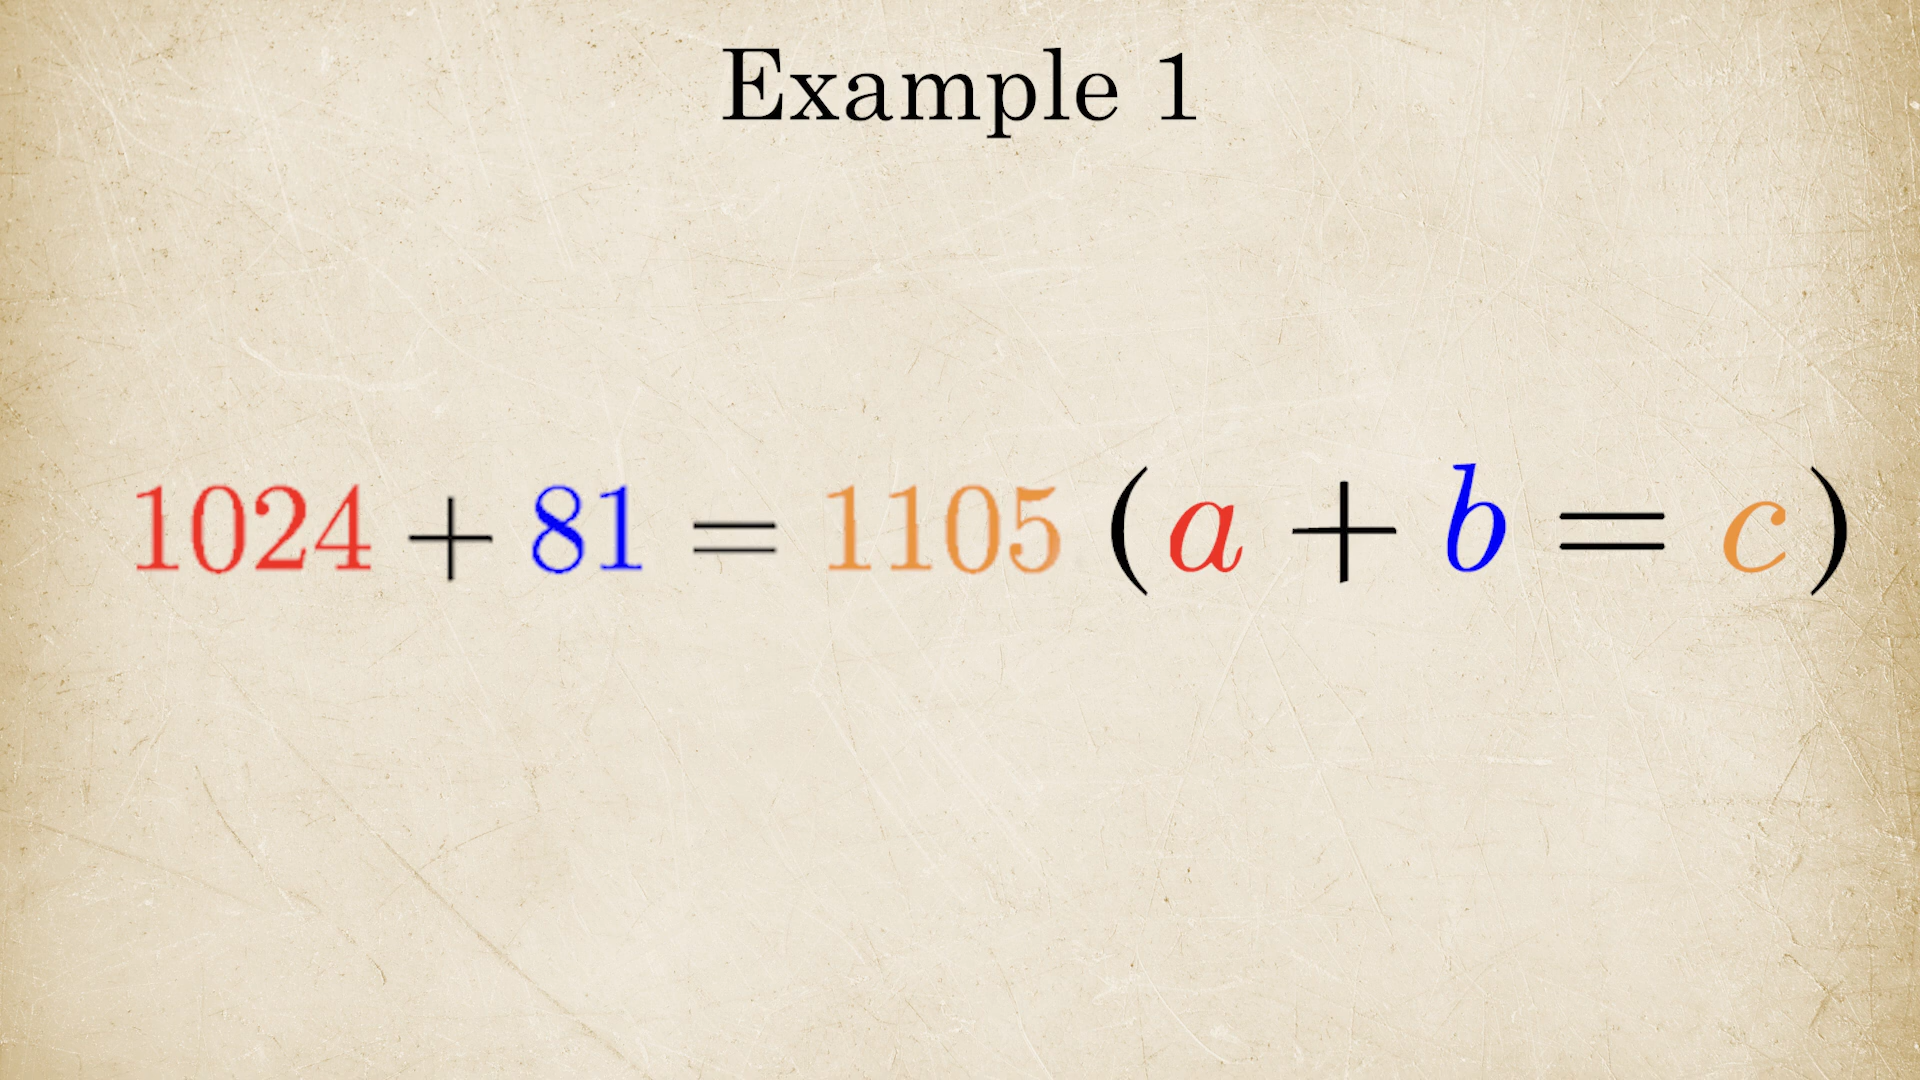 Example 1
1024 + 81 = 1105 (a + b = c)